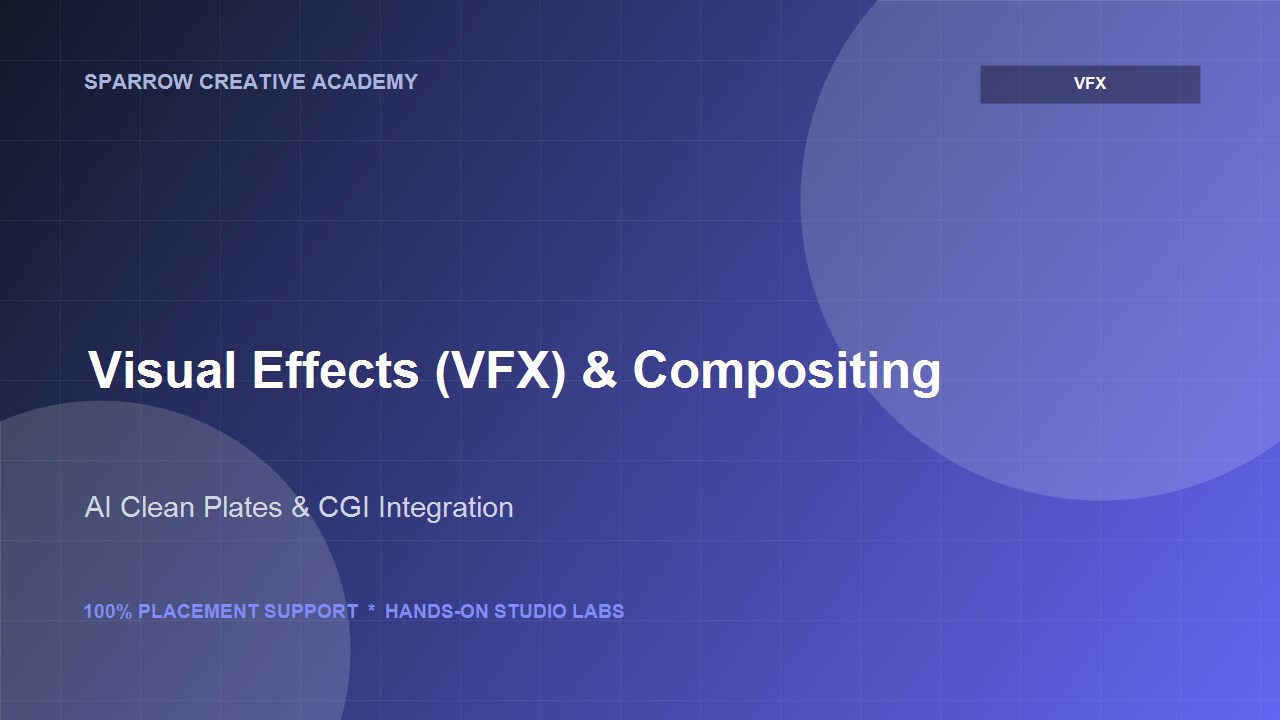 SPARROW CREATIVE ACADEMY
VFX
Visual Effects (VFX) & Compositing
AI Clean Plates & CGI Integration
100% PLACEMENT SUPPORT * HANDS-ON STUDIO LABS